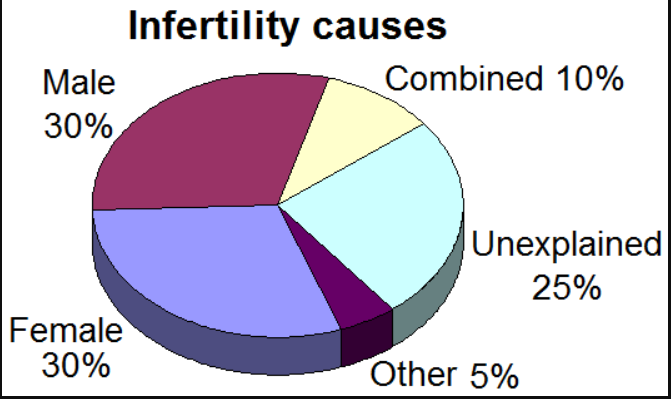 Infertility causes
Male
30%
Combined 10%
Unexplained
25%
Female
30%
Other 5%